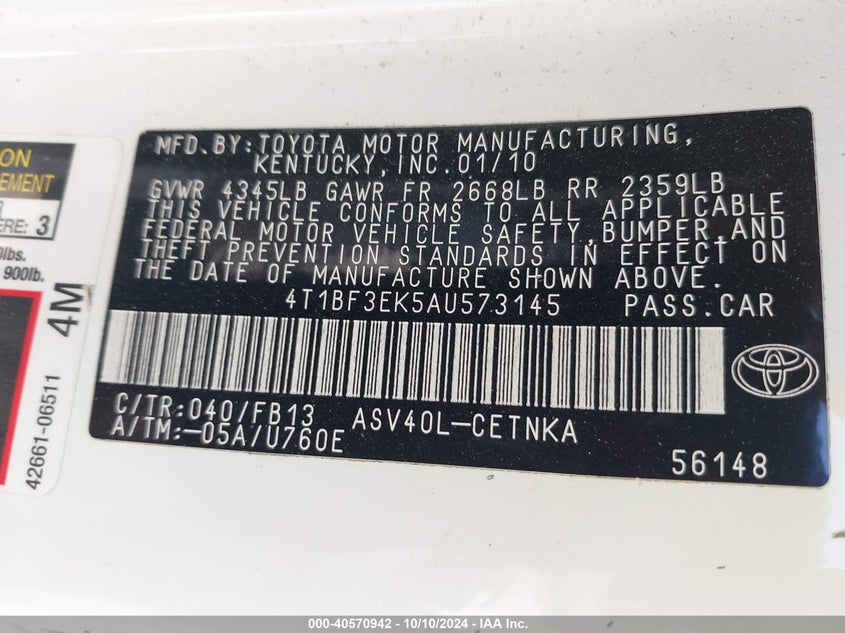 MFD.BY:TOYOTA MOTOR MANUFACTURING,
KENTUCKY,INC.01/10
GVWR 4345LB GAWR FR 2668LB RR 2359LB
THIS VEHICLE CONFORMS TO ALL APPLICABLE
FEDERAL MOTOR VEHICLE SAFETY,BUMPER,AND
THEFT PREVENTION STANDARDS IN EFFECT ON
THE DATE OF MANUFACTURE SHOWN ABOVE.
4T1BF3EK5AU573145 PASS.CAR
C/TR:040/FB13 ASV40L-CETNKA
A/TM:-05A/U760E
56148
ION
EMENT
ERE: 3
lbs.
900lb.
4M
42661-06511
000-40570942 - 10/10/2024 - IAA Inc.